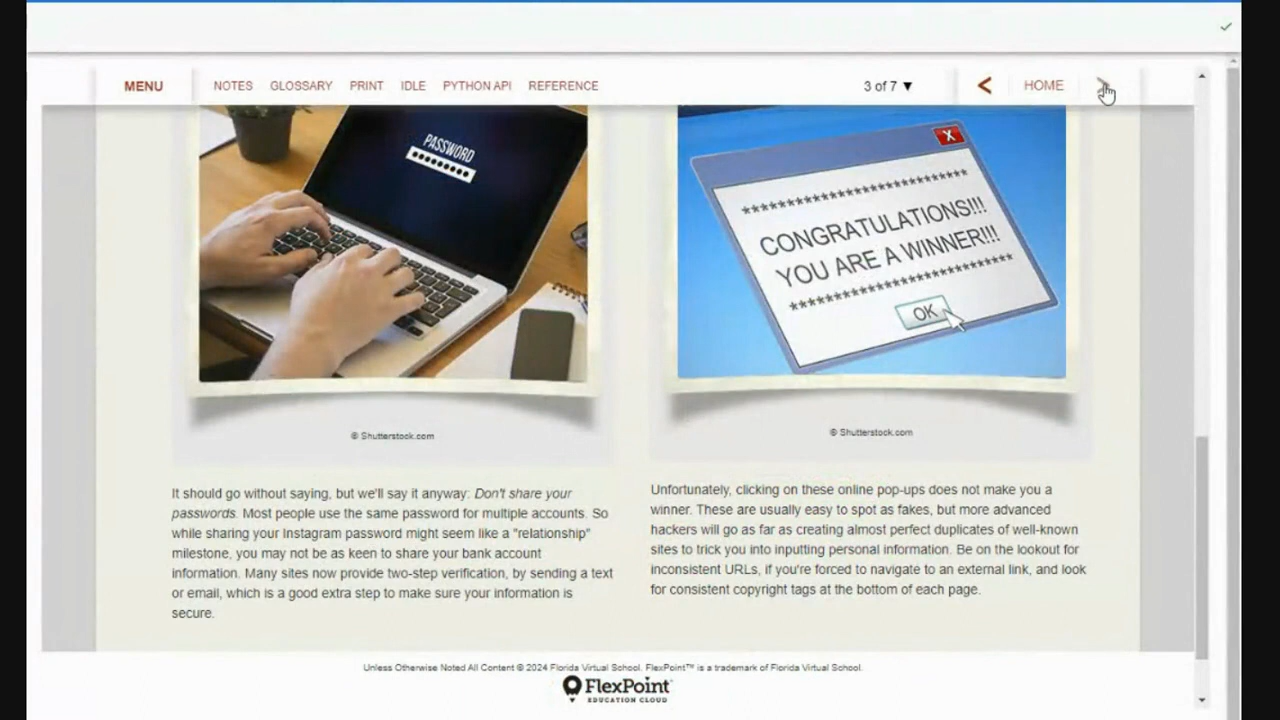 MENU
NOTES GLOSSARY PRINT IDLE PYTHON API REFERENCE
3 of 7 ▼
HOME
PASSWORD
*************************
CONGRATULATIONS!!!
YOU ARE A WINNER!!!
*************************
OK
X
© Shutterstock.com
© Shutterstock.com
It should go without saying, but we'll say it anyway: Don't share your
passwords. Most people use the same password for multiple accounts. So
while sharing your Instagram password might seem like a "relationship"
milestone, you may not be as keen to share your bank account
information. Many sites now provide two-step verification, by sending a text
or email, which is a good extra step to make sure your information is
secure.
Unfortunately, clicking on these online pop-ups does not make you a
winner. These are usually easy to spot as fakes, but more advanced
hackers will go as far as creating almost perfect duplicates of well-known
sites to trick you into inputting personal information. Be on the lookout for
inconsistent URLs, if you're forced to navigate to an external link, and look
for consistent copyright tags at the bottom of each page.
Unless Otherwise Noted All Content © 2024 Florida Virtual School. FlexPoint™ is a trademark of Florida Virtual School.
FlexPoint
EDUCATION CLOUD